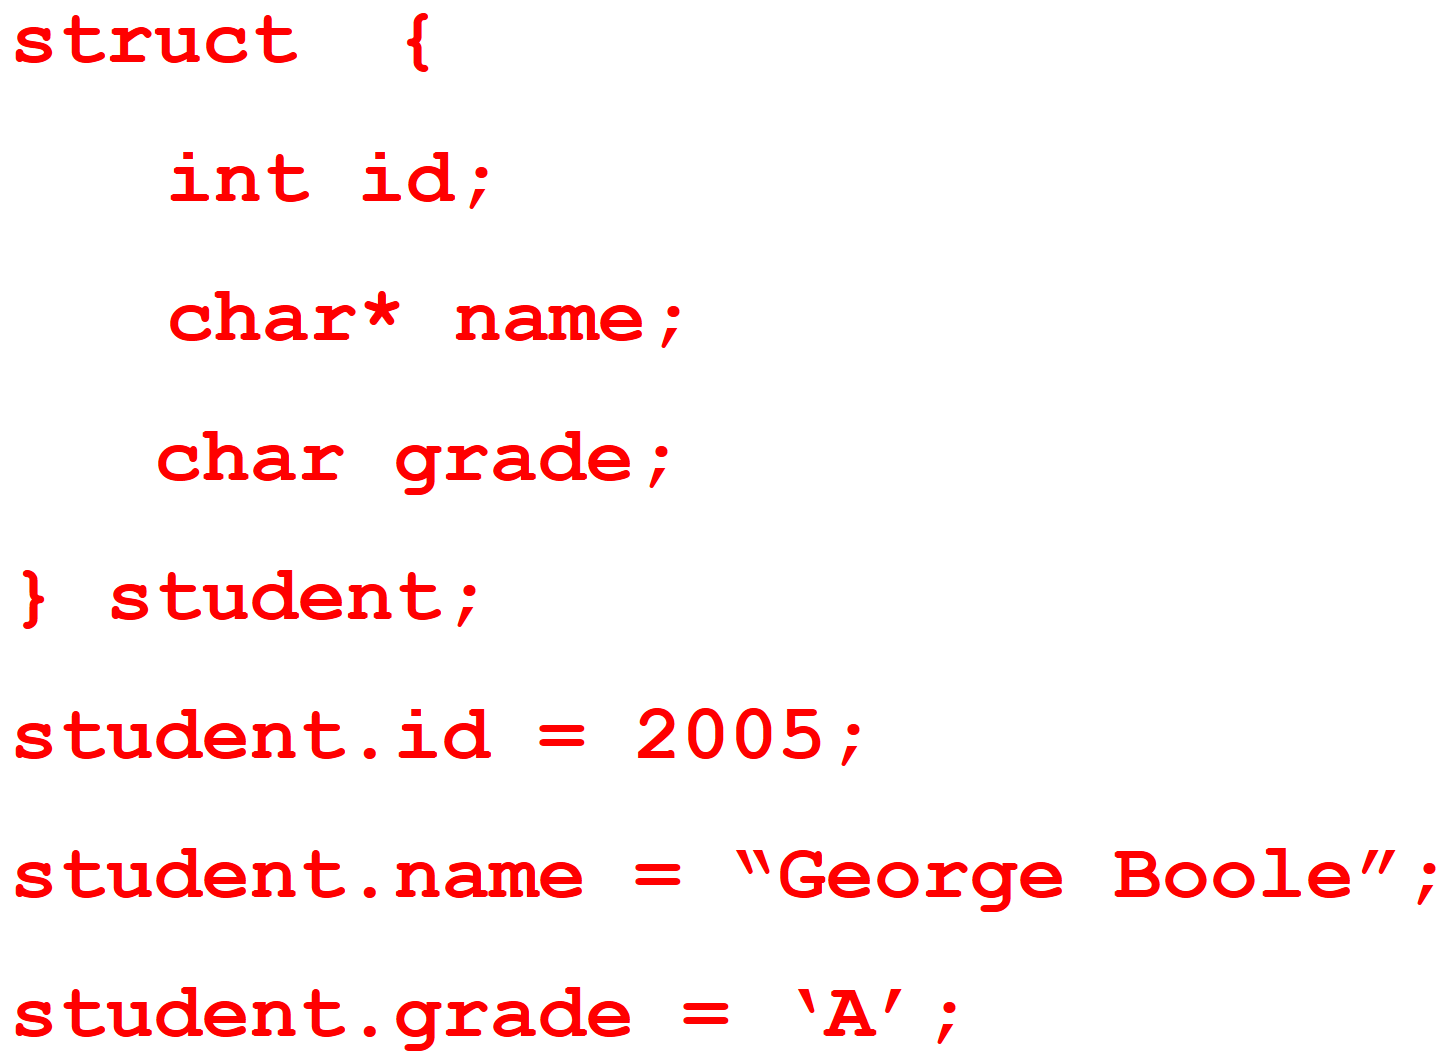 struct  {
int id;
char* name;
char grade;
} student;
student.id = 2005;
student.name = “George Boole”;
student.grade = ‘A’;